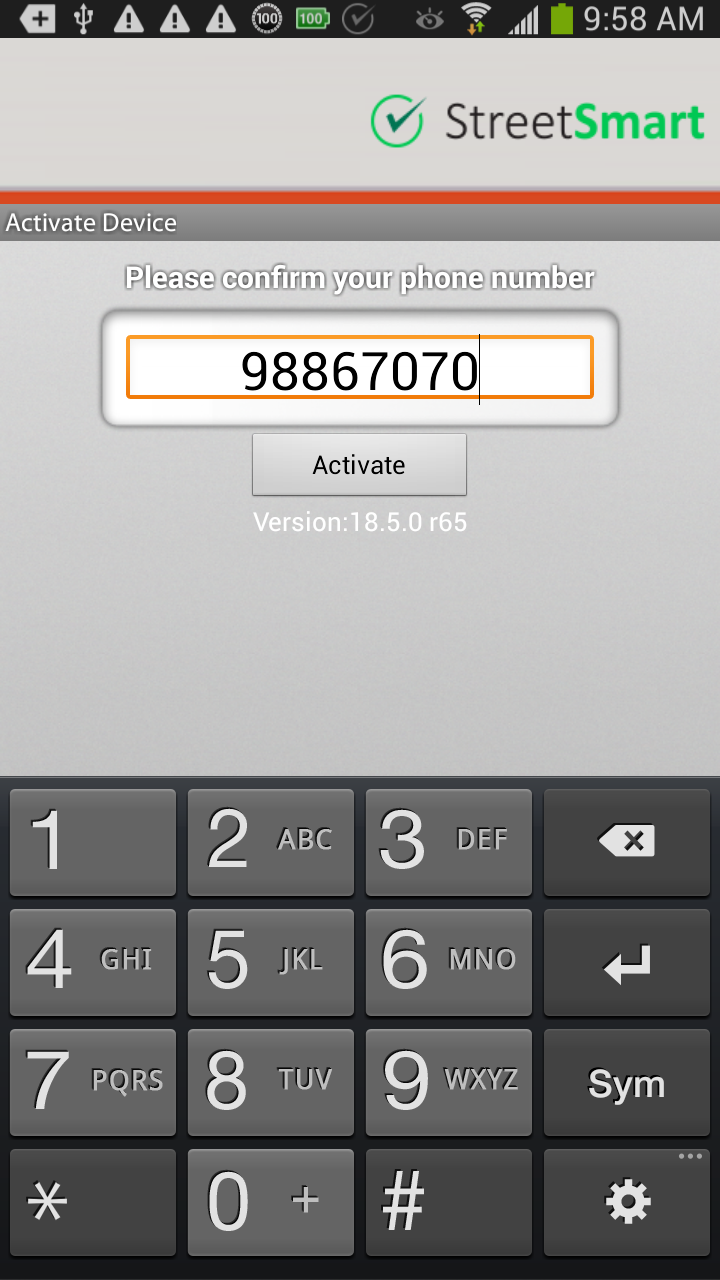 100 100 9:58 AM
StreetSmart
Activate Device
Please confirm your phone number
98867070
Activate
Version:18.5.0 r65
1 2 ABC 3 DEF
4 GHI 5 JKL 6 MNO
7 PQRS 8 TUV 9 WXYZ Sym
* 0 + #